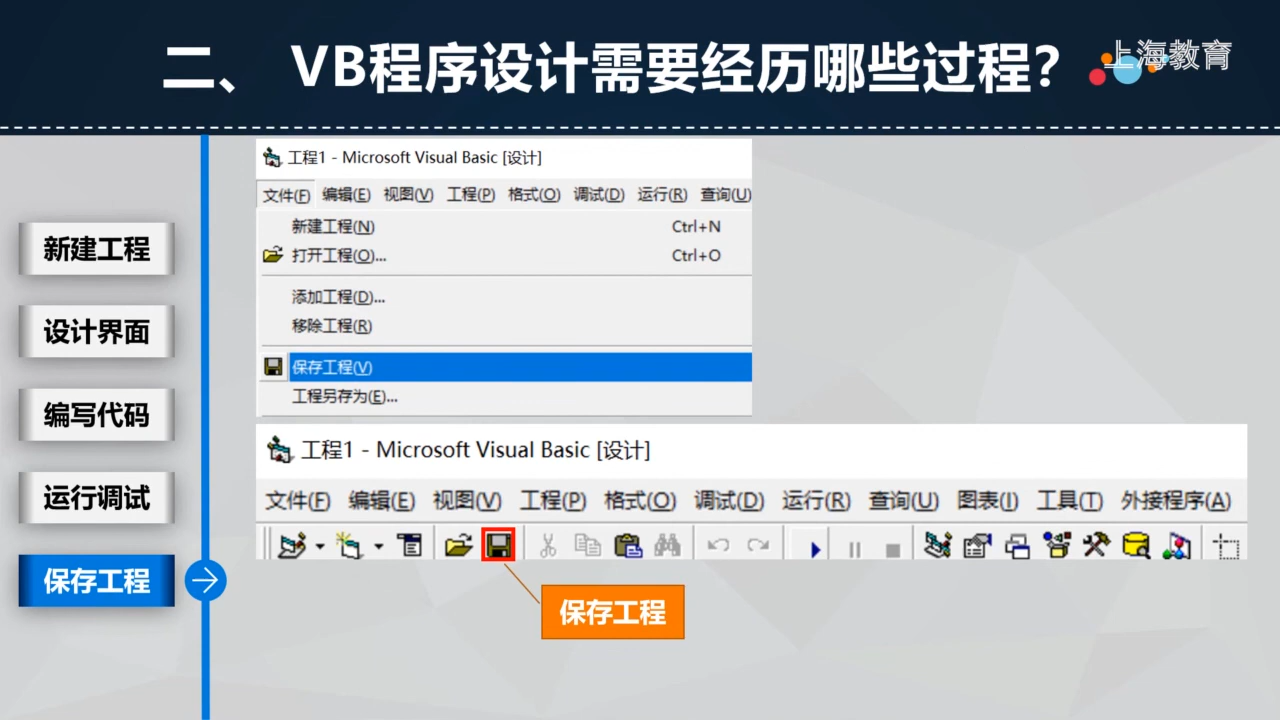 二、 VB程序设计需要经历哪些过程？
上海教育
新建工程
设计界面
编写代码
运行调试
保存工程
工程1 - Microsoft Visual Basic [设计]
文件(F) 编辑(E) 视图(V) 工程(P) 格式(O) 调试(D) 运行(R) 查询(U)
新建工程(N) Ctrl+N
打开工程(O)... Ctrl+O
添加工程(D)...
移除工程(R)
保存工程(V)
工程另存为(E)...
工程1 - Microsoft Visual Basic [设计]
文件(F) 编辑(E) 视图(V) 工程(P) 格式(O) 调试(D) 运行(R) 查询(U) 图表(I) 工具(T) 外接程序(A)
保存工程